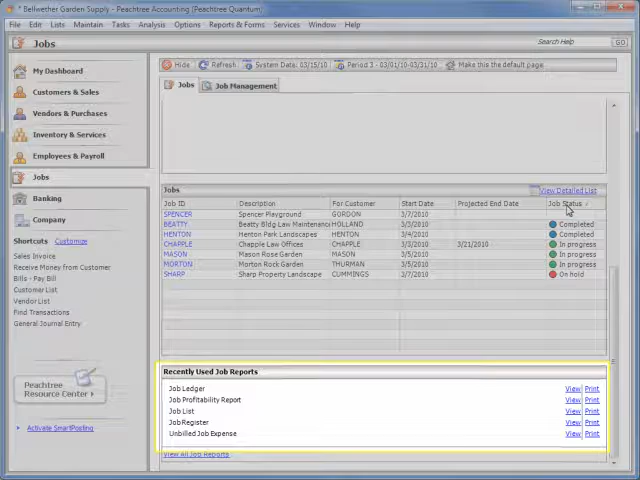 * Bellwether Garden Supply - Peachtree Accounting (Peachtree Quantum)
File Edit Lists Maintain Tasks Analysis Options Reports & Forms Services Window Help
Jobs
Search Help
GO
My Dashboard
Customers & Sales
Vendors & Purchases
Inventory & Services
Employees & Payroll
Jobs
Banking
Company
Shortcuts Customize
Sales Invoice
Receive Money from Customer
Bills - Pay Bill
Customer List
Vendor List
Find Transactions
General Journal Entry
Peachtree
Resource Center
Activate SmartPosting
Hide Refresh System Date: 03/15/10 Period 3 - 03/01/10-03/31/10 Make this the default page
Jobs Job Management
Jobs
View Detailed List
Job ID Description For Customer Start Date Projected End Date Job Status
SPENCER Spencer Playground GORDON 3/7/2010
BEATTY Beatty Bldg Maintenance HOLLAND 3/3/2010 Completed
HENTON Henton Park Landscapes HENTON 3/4/2010 Completed
CHAPPLE Chapple Law Offices CHAPPLE 3/3/2010 3/21/2010 In progress
MASON Mason Rose Garden MASON 3/5/2010 In progress
MORTON Morton Rock Garden THURMAN 3/5/2010 In progress
SHARP Sharp Property Landscape CUMMINGS 3/7/2010 On hold
Recently Used Job Reports
Job Ledger View Print
Job Profitability Report View Print
Job List View Print
Job Register View Print
Unbilled Job Expense View Print
View All Job Reports